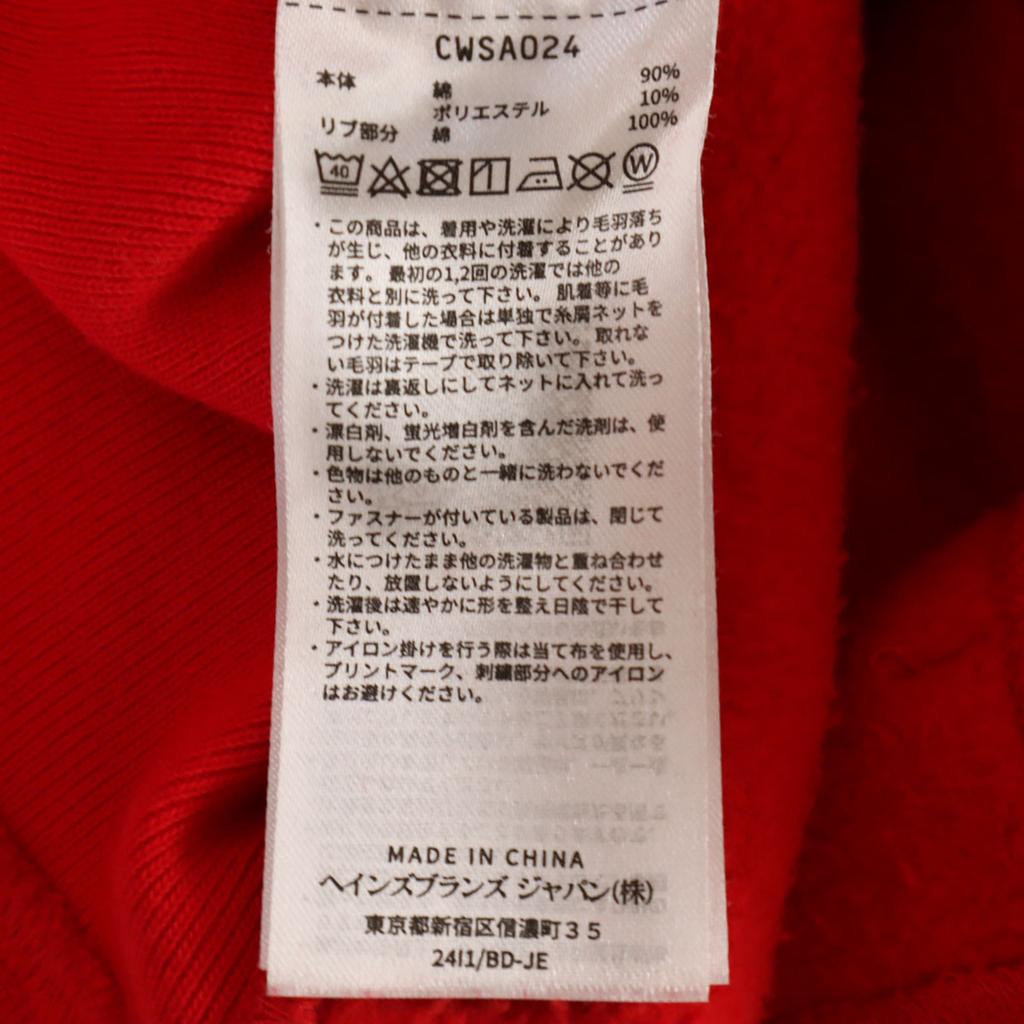 CWSA024
本体 綿 90%
ポリエステル 10%
リブ部分 綿 100%
40 W
・この商品は、着用や洗濯により毛羽落ち
が生じ、他の衣料に付着することがあり
ます。 最初の1,2回の洗濯では他の
衣料と別に洗って下さい。 肌着等に毛
羽が付着した場合は単独で糸屑ネットを
つけた洗濯機で洗って下さい。 取れな
い毛羽はテープで取り除いて下さい。
・洗濯は裏返しにしてネットに入れて洗っ
てください。
・漂白剤、蛍光増白剤を含んだ洗剤は、使
用しないでください。
・色物は他のものと一緒に洗わないでくだ
さい。
・ファスナーが付いている製品は、閉じて
洗ってください。
・水につけたまま他の洗濯物と重ね合わせ
たり、放置しないようにしてください。
・洗濯後は速やかに形を整え日陰で干して
下さい。
・アイロン掛けを行う際は当て布を使用し、
プリントマーク、刺繍部分へのアイロン
はお避けください。
MADE IN CHINA
ヘインズブランズ ジャパン(株)
東京都新宿区信濃町35
24I1/BD-JE